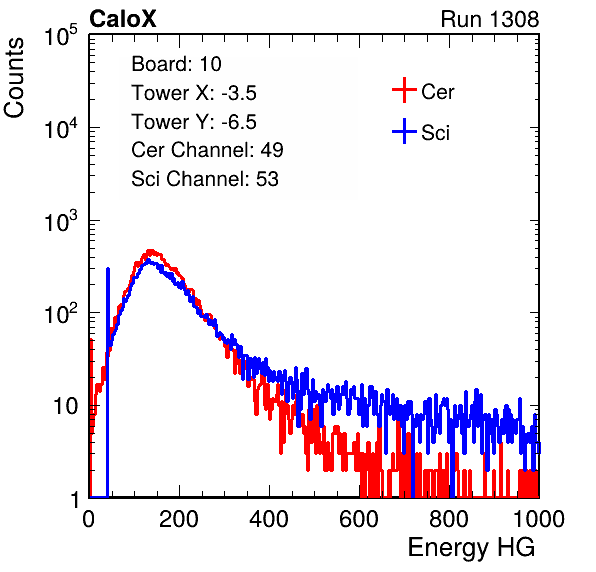 CaloX Run 1308
Counts
10^5
10^4
10^3
10^2
10
1
Board: 10
Tower X: -3.5
Tower Y: -6.5
Cer Channel: 49
Sci Channel: 53
Cer
Sci
0 200 400 600 800 1000
Energy HG